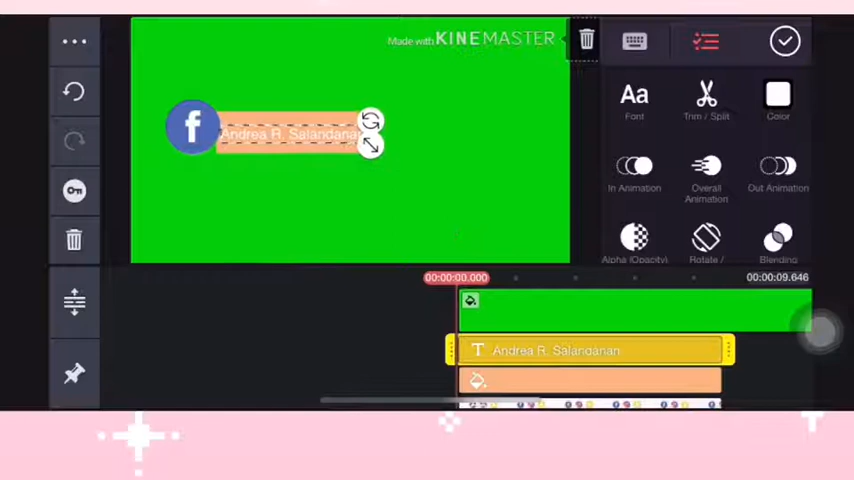 Made with KINEMASTER
f
Andrea R. Salandanan
Font
Trim / Split
Color
In Animation
Overall Animation
Out Animation
Alpha (Opacity)
Rotate /
Blending
00:00:00.000
00:00:09.646
T Andrea R. Salandanan